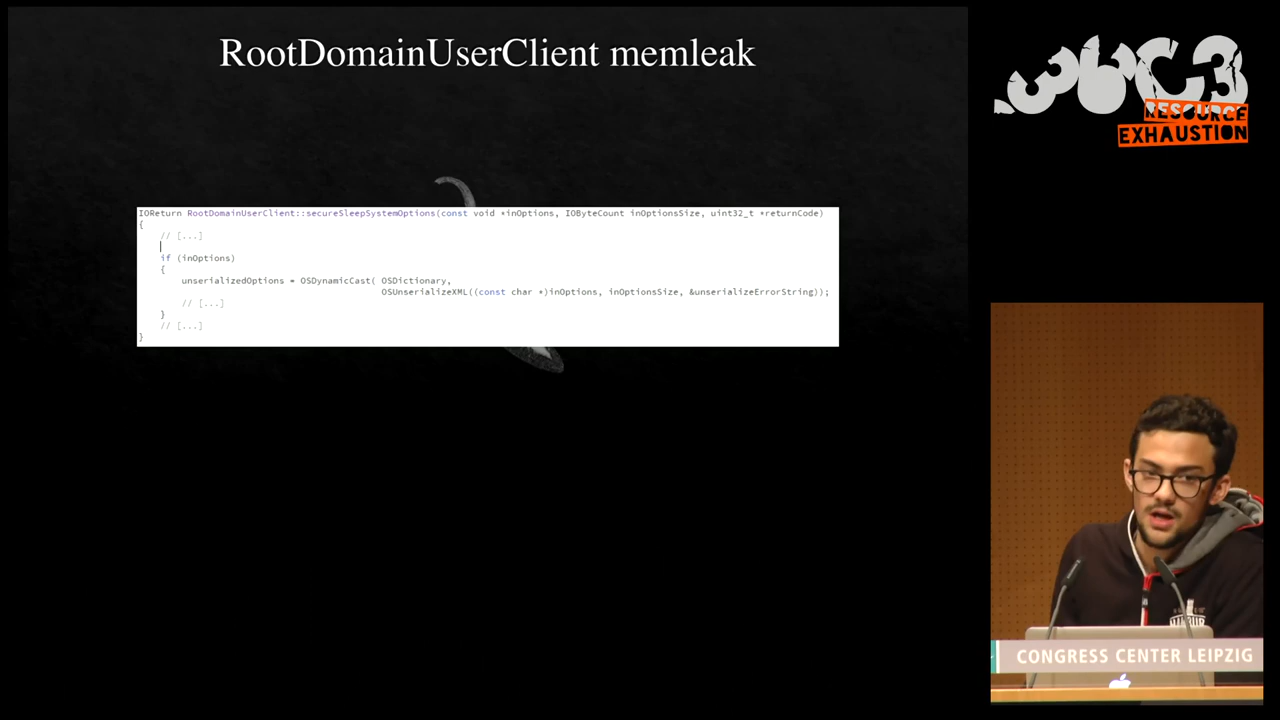 RootDomainUserClient memleak
IOReturn RootDomainUserClient::secureSleepSystemOptions(const void *inOptions, IOByteCount inOptionsSize, uint32_t *returnCode)
{
// [...]
if (inOptions)
{
unserializedOptions = OSDynamicCast( OSDictionary,
OSUnserializeXML((const char *)inOptions, inOptionsSize, &unserializeErrorString));
// [...]
}
// [...]
}
36C3
RESOURCE
EXHAUSTION
CONGRESS CENTER LEIPZIG